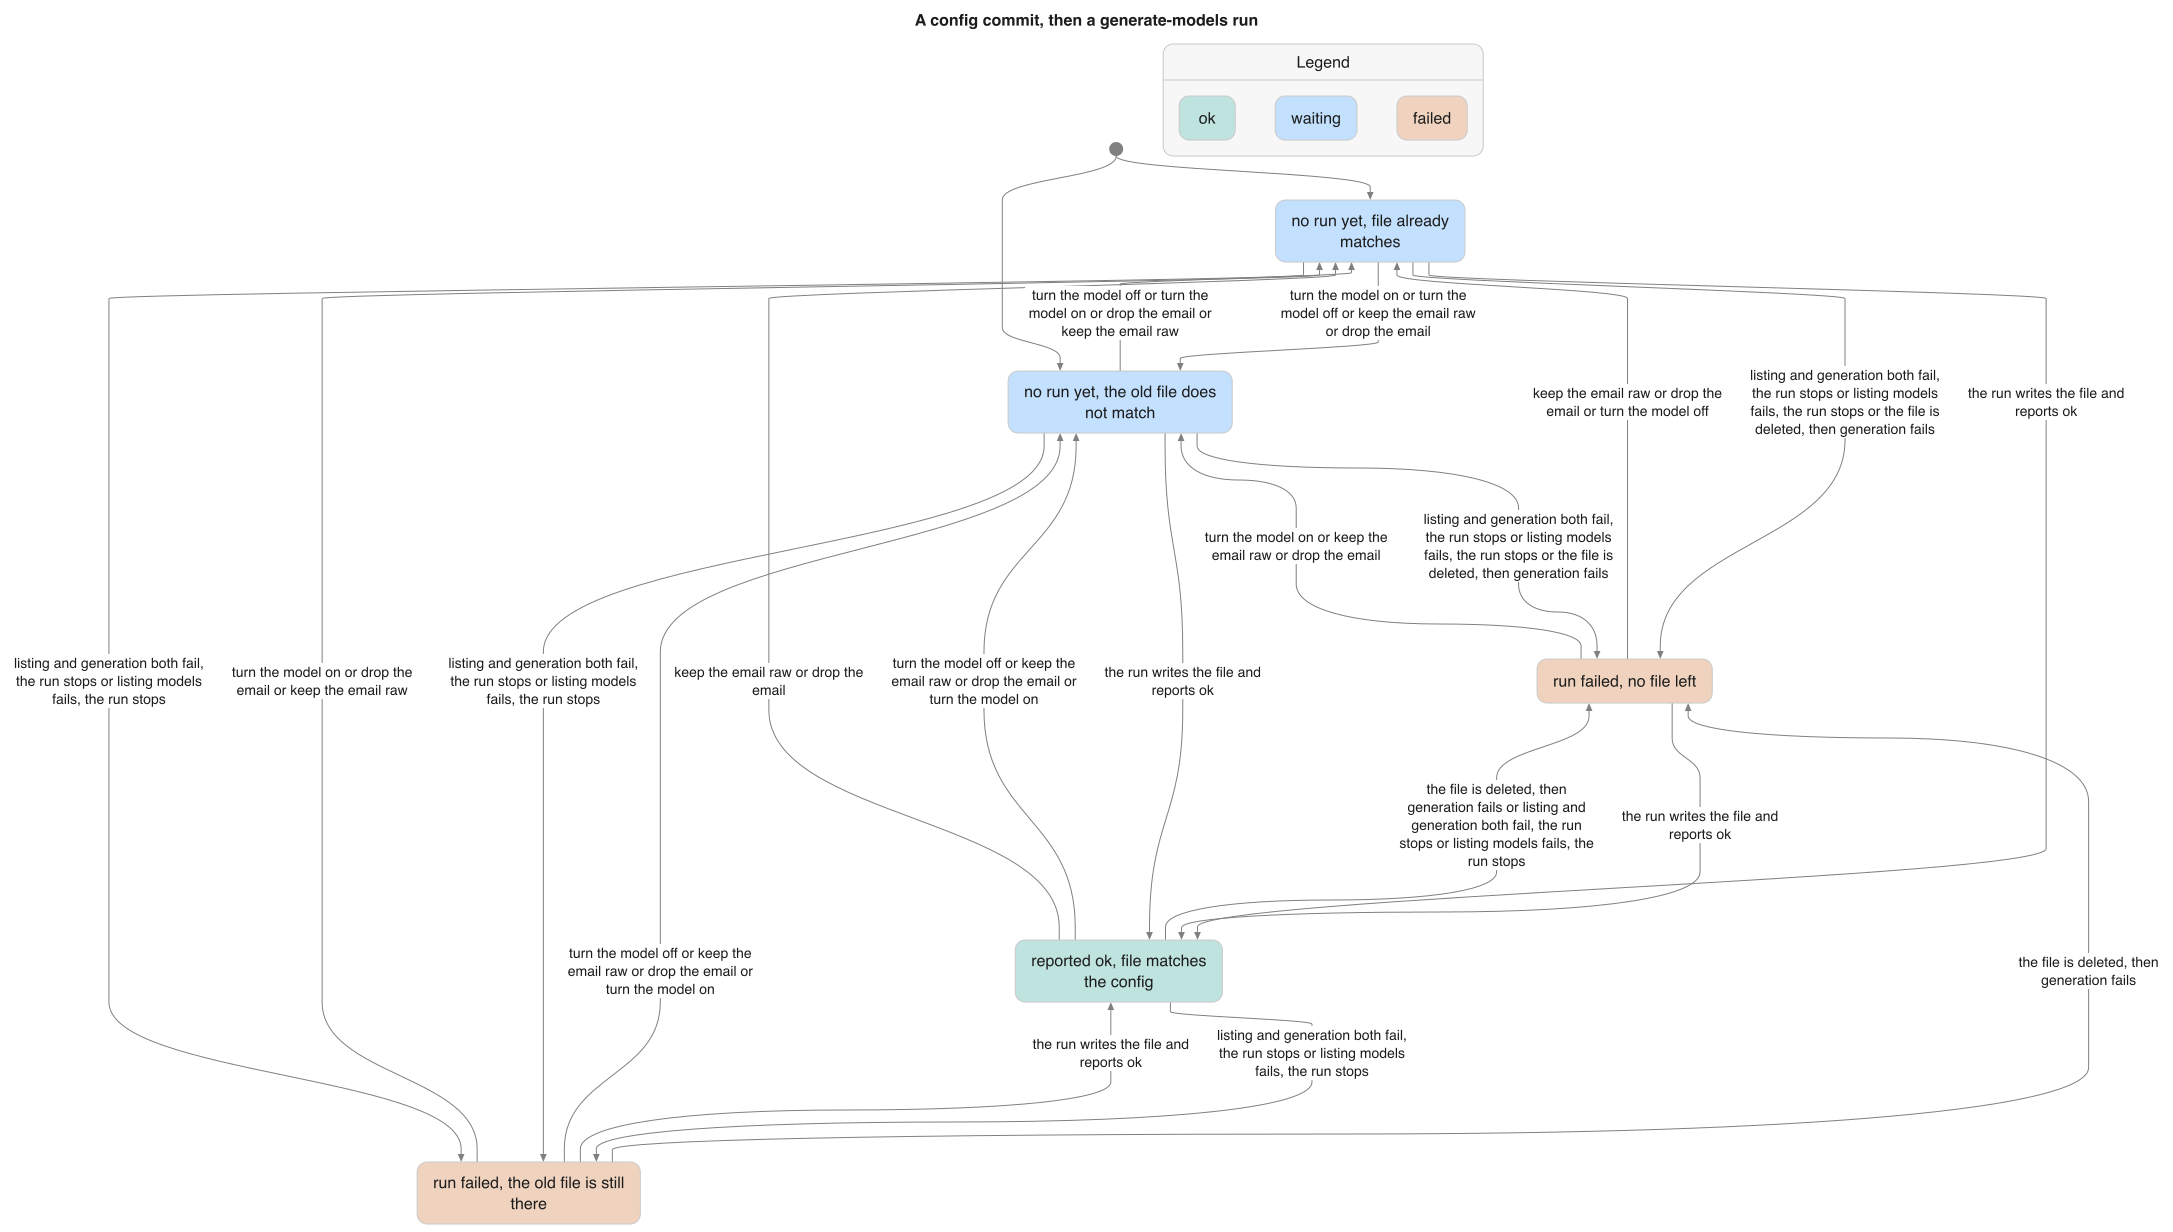 A config commit, then a generate-models run
Legend
ok
waiting
failed
no run yet, file already
matches
turn the model off or turn the
model on or drop the email or
keep the email raw
turn the model on or turn the
model off or keep the email raw
or drop the email
no run yet, the old file does
not match
keep the email raw or drop the
email or turn the model off
listing and generation both fail,
the run stops or listing models
fails, the run stops or the file is
deleted, then generation fails
the run writes the file and
reports ok
turn the model on or keep the
email raw or drop the email
listing and generation both fail,
the run stops or listing models
fails, the run stops or the file is
deleted, then generation fails
listing and generation both fail,
the run stops or listing models
fails, the run stops
turn the model on or drop the
email or keep the email raw
listing and generation both fail,
the run stops or listing models
fails, the run stops
keep the email raw or drop the
email
turn the model off or keep the
email raw or drop the email or
turn the model on
the run writes the file and
reports ok
run failed, no file left
the file is deleted, then
generation fails or listing and
generation both fail, the run
stops or listing models fails, the
run stops
the run writes the file and
reports ok
turn the model off or keep the
email raw or drop the email or
turn the model on
reported ok, file matches
the config
the file is deleted, then
generation fails
the run writes the file and
reports ok
listing and generation both fail,
the run stops or listing models
fails, the run stops
run failed, the old file is still
there